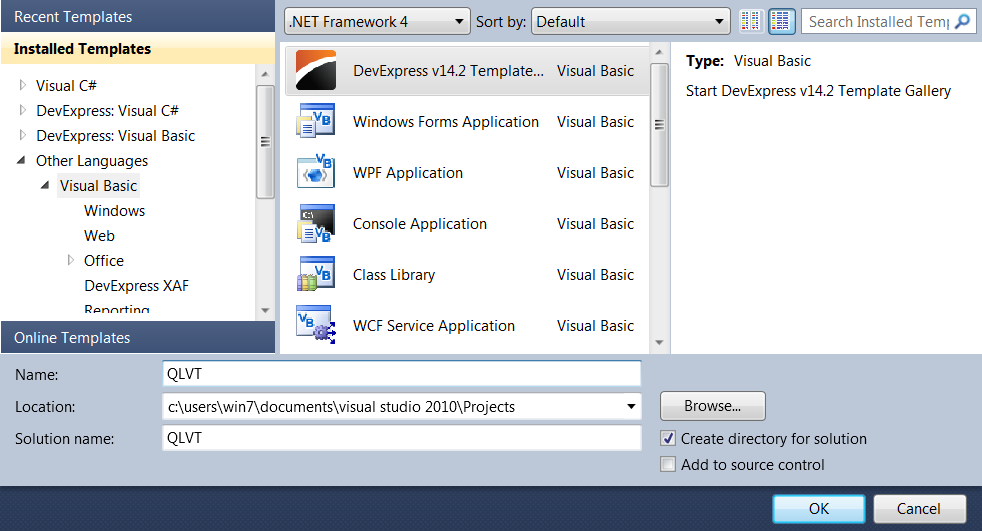 Recent Templates
.NET Framework 4 Sort by: Default Search Installed Temp
Installed Templates
Visual C#
DevExpress: Visual C#
DevExpress: Visual Basic
Other Languages
Visual Basic
Windows
Web
Office
DevExpress XAF
Reporting
Online Templates
DevExpress v14.2 Template... Visual Basic
Windows Forms Application Visual Basic
WPF Application Visual Basic
Console Application Visual Basic
Class Library Visual Basic
WCF Service Application Visual Basic
Type: Visual Basic
Start DevExpress v14.2 Template Gallery
Name: QLVT
Location: c:\users\win7\documents\visual studio 2010\Projects Browse...
Solution name: QLVT
Create directory for solution
Add to source control
OK Cancel